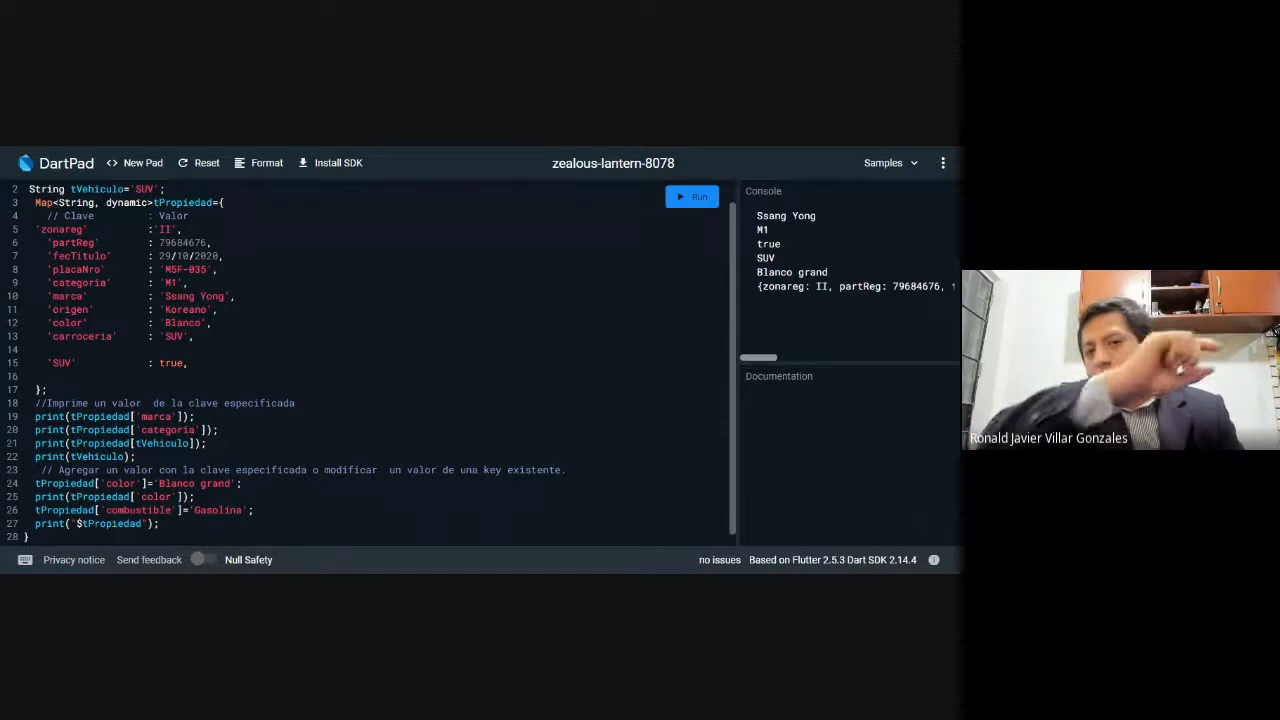 DartPad
New Pad
Reset
Format
Install SDK
zealous-lantern-8078
Samples
2 String tVehiculo='SUV';
3 Map<String, dynamic>tPropiedad={
4 // Clave : Valor
5 'zonareg' :'II',
6 'partReg' : 79684676,
7 'fecTitulo' : 29/10/2020,
8 'placaNro' : 'M5F-035',
9 'categoria' : 'M1',
10 'marca' : 'Ssang Yong',
11 'origen' : 'Koreano',
12 'color' : 'Blanco',
13 'carroceria' : 'SUV',
14
15 'SUV' : true,
16
17 };
18 //Imprime un valor de la clave especificada
19 print(tPropiedad['marca']);
20 print(tPropiedad['categoria']);
21 print(tPropiedad[tVehiculo]);
22 print(tVehiculo);
23 // Agregar un valor con la clave especificada o modificar un valor de una key existente.
24 tPropiedad['color']='Blanco grand';
25 print(tPropiedad['color']);
26 tPropiedad['combustible']='Gasolina';
27 print("$tPropiedad");
28 }
Run
Console
Ssang Yong
M1
true
SUV
Blanco grand
{zonareg: II, partReg: 79684676,
Documentation
Privacy notice
Send feedback
Null Safety
no issues
Based on Flutter 2.5.3 Dart SDK 2.14.4
Ronald Javier Villar Gonzales